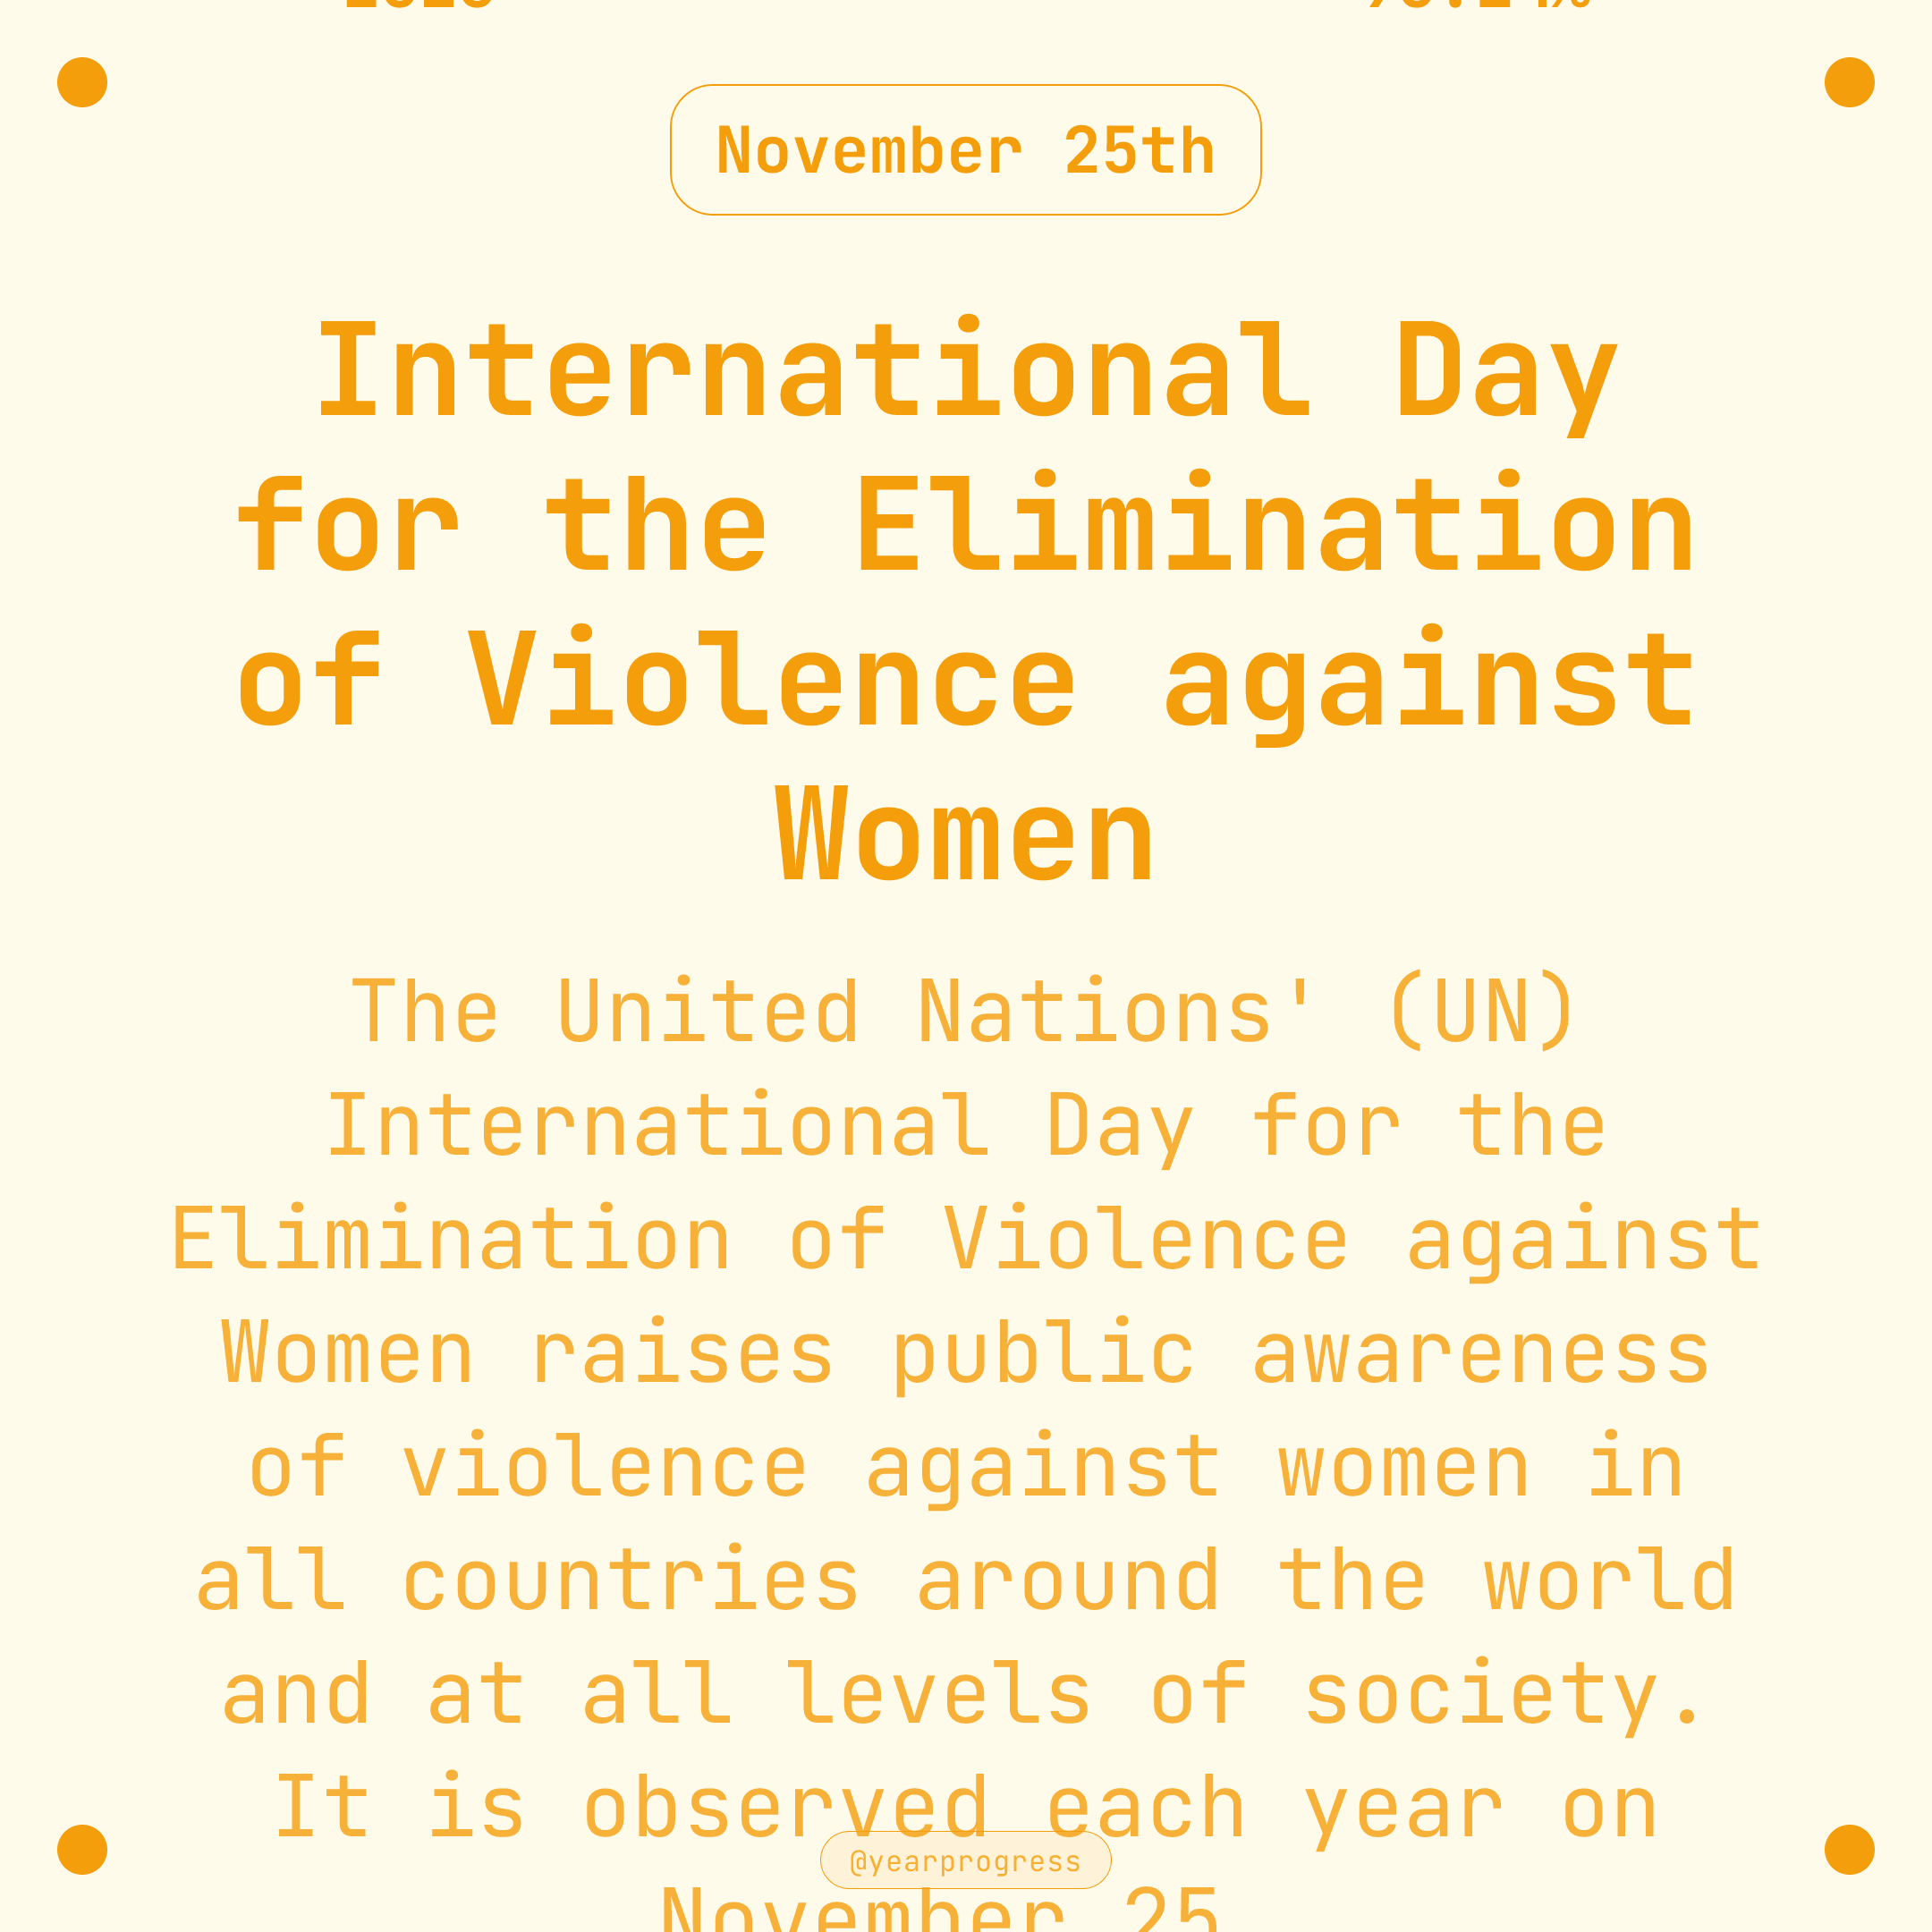 November 25th
International Day
for the Elimination
of Violence against
Women
The United Nations' (UN)
International Day for the
Elimination of Violence against
Women raises public awareness
of violence against women in
all countries around the world
and at all levels of society.
It is observed each year on
@yearprogress
November 25